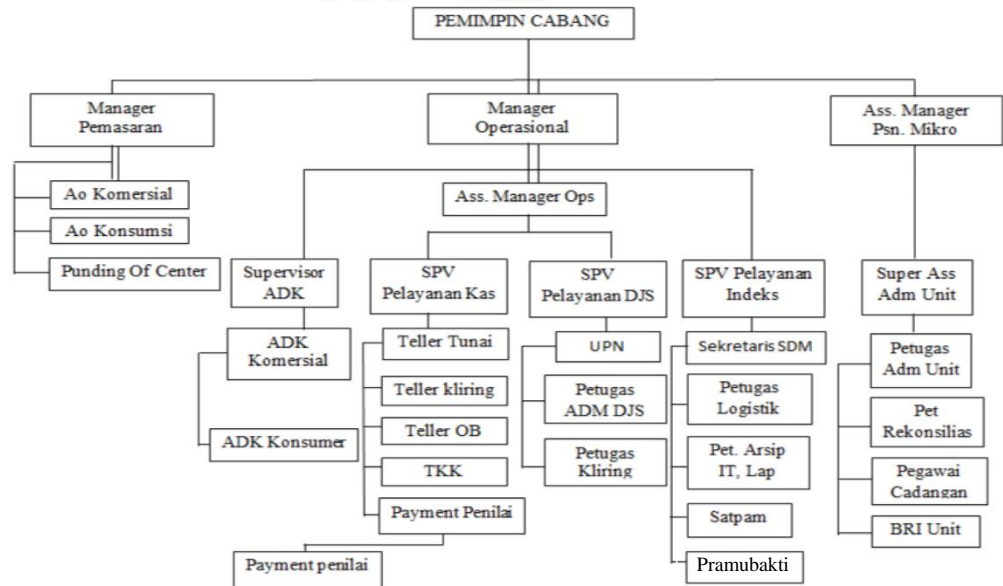 PEMIMPIN CABANG
Manager
Pemasaran
Manager
Operasional
Ass. Manager
Psn. Mikro
Ao Komersial
Ao Konsumsi
Punding Of Center
Ass. Manager Ops
Supervisor
ADK
SPV
Pelayanan Kas
SPV
Pelayanan DJS
SPV Pelayanan
Indeks
Super Ass
Adm Unit
ADK
Komersial
ADK Konsumer
Teller Tunai
Teller kliring
Teller OB
TKK
Payment Penilai
Payment penilai
UPN
Petugas
ADM DJS
Petugas
Kliring
Sekretaris SDM
Petugas
Logistik
Pet. Arsip
IT, Lap
Satpam
Pramubakti
Petugas
Adm Unit
Pet
Rekonsilias
Pegawai
Cadangan
BRI Unit